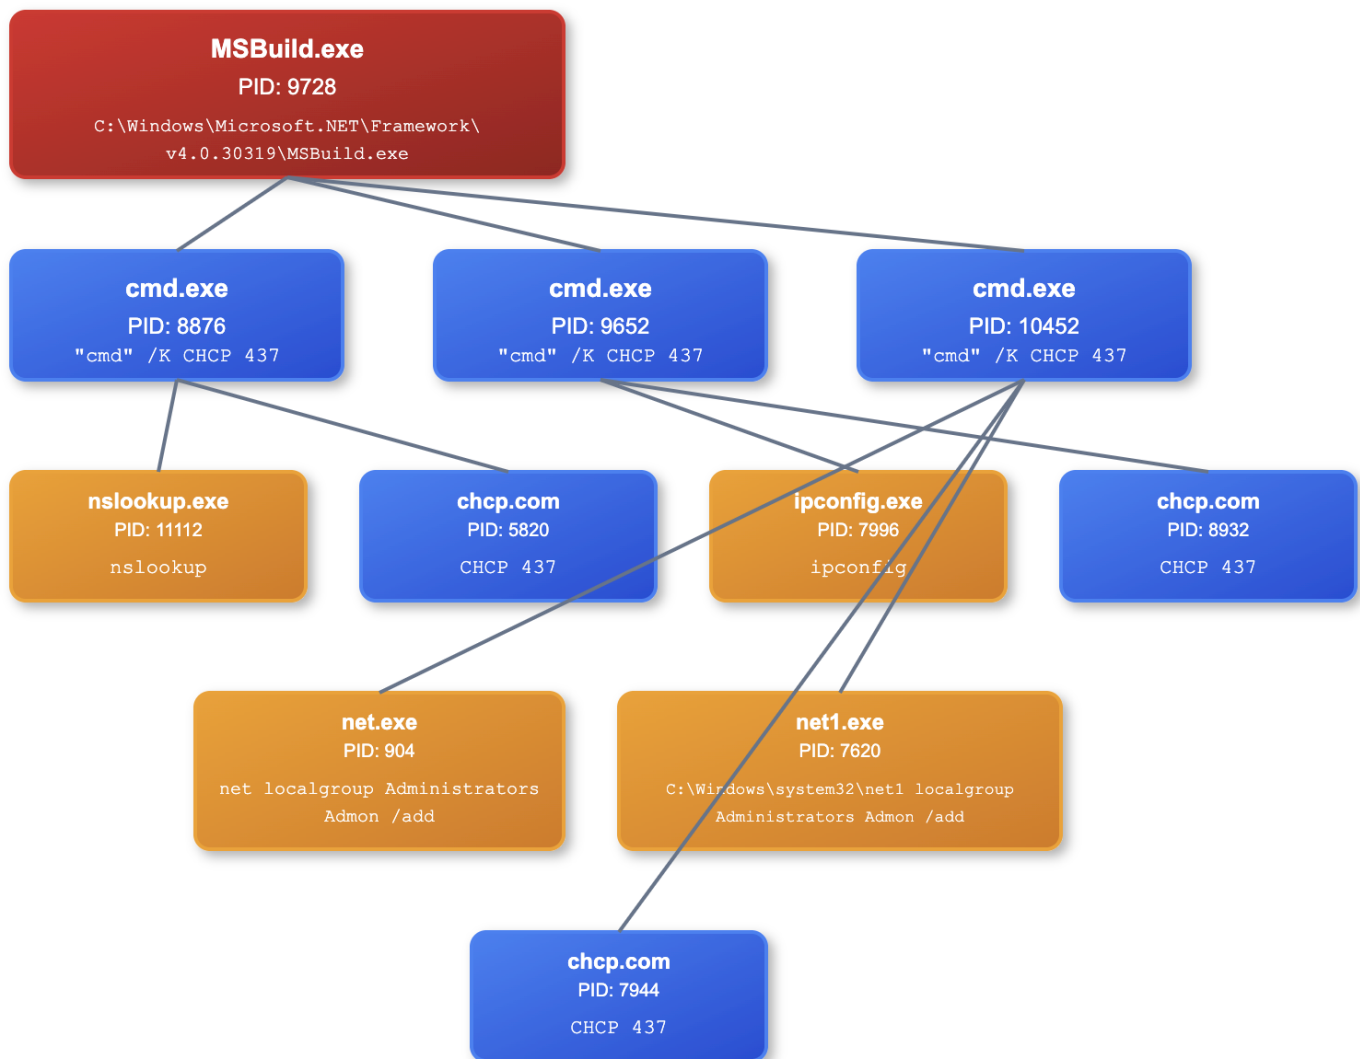 MSBuild.exe
PID: 9728
C:\Windows\Microsoft.NET\Framework\
v4.0.30319\MSBuild.exe
cmd.exe
PID: 8876
"cmd" /K CHCP 437
cmd.exe
PID: 9652
"cmd" /K CHCP 437
cmd.exe
PID: 10452
"cmd" /K CHCP 437
nslookup.exe
PID: 11112
nslookup
chcp.com
PID: 5820
CHCP 437
ipconfig.exe
PID: 7996
ipconfig
chcp.com
PID: 8932
CHCP 437
net.exe
PID: 904
net localgroup Administrators
Admon /add
net1.exe
PID: 7620
C:\Windows\system32\net1 localgroup
Administrators Admon /add
chcp.com
PID: 7944
CHCP 437